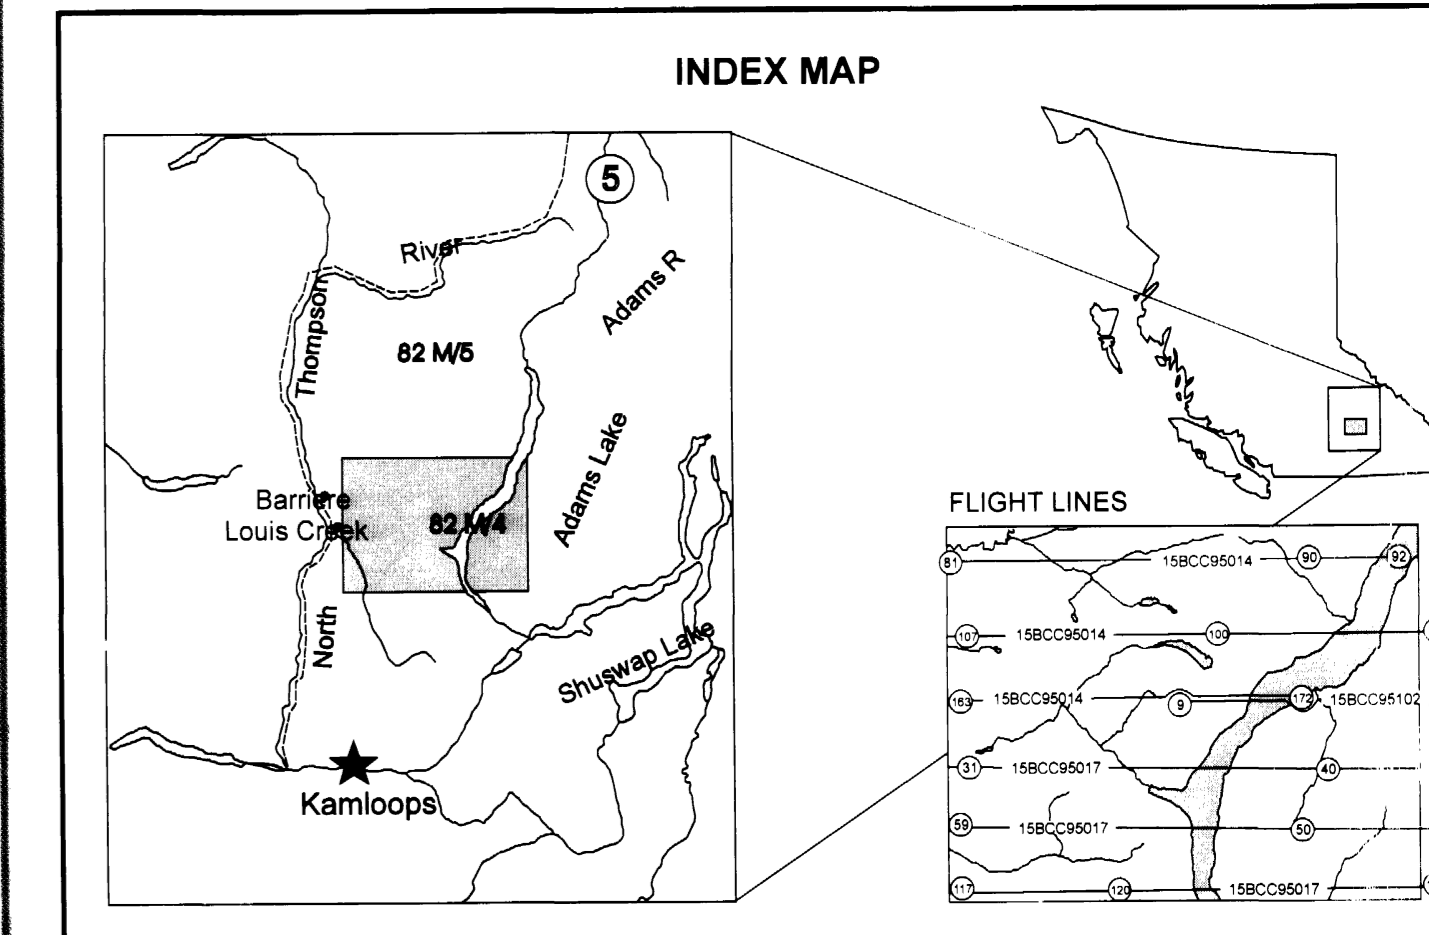 INDEX MAP
5
River
Adams R
Thompson
82 M/5
Adams Lake
Barriere
Louis Creek
82 M/4
North
Shuswap Lake
Kamloops
FLIGHT LINES
81
15BCC95014
90
92
107
15BCC95014
100
163
15BCC95014
9
172
15BCC95102
31
15BCC95017
40
59
15BCC95017
50
117
120
15BCC95017